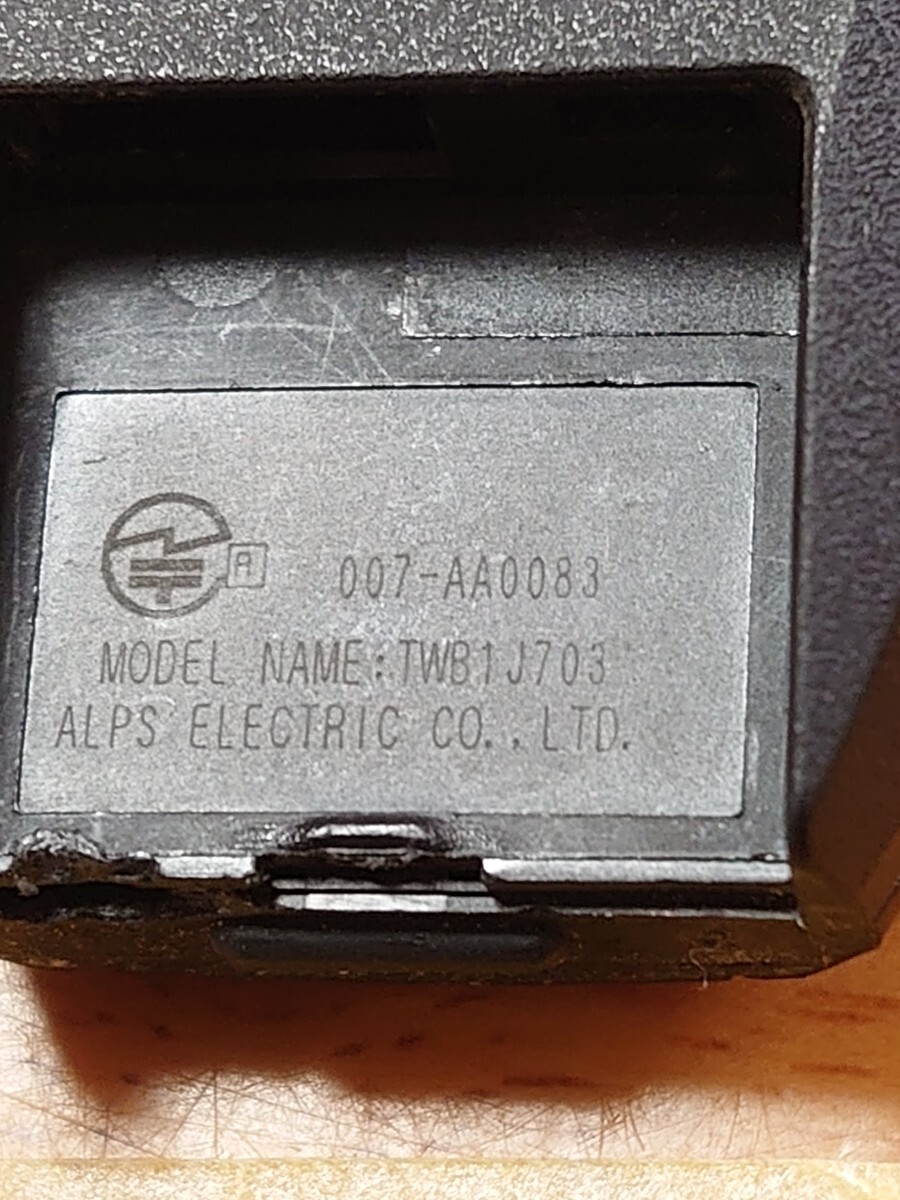 R 007-AA0083
MODEL NAME:TWB1J703
ALPS ELECTRIC CO.,LTD.